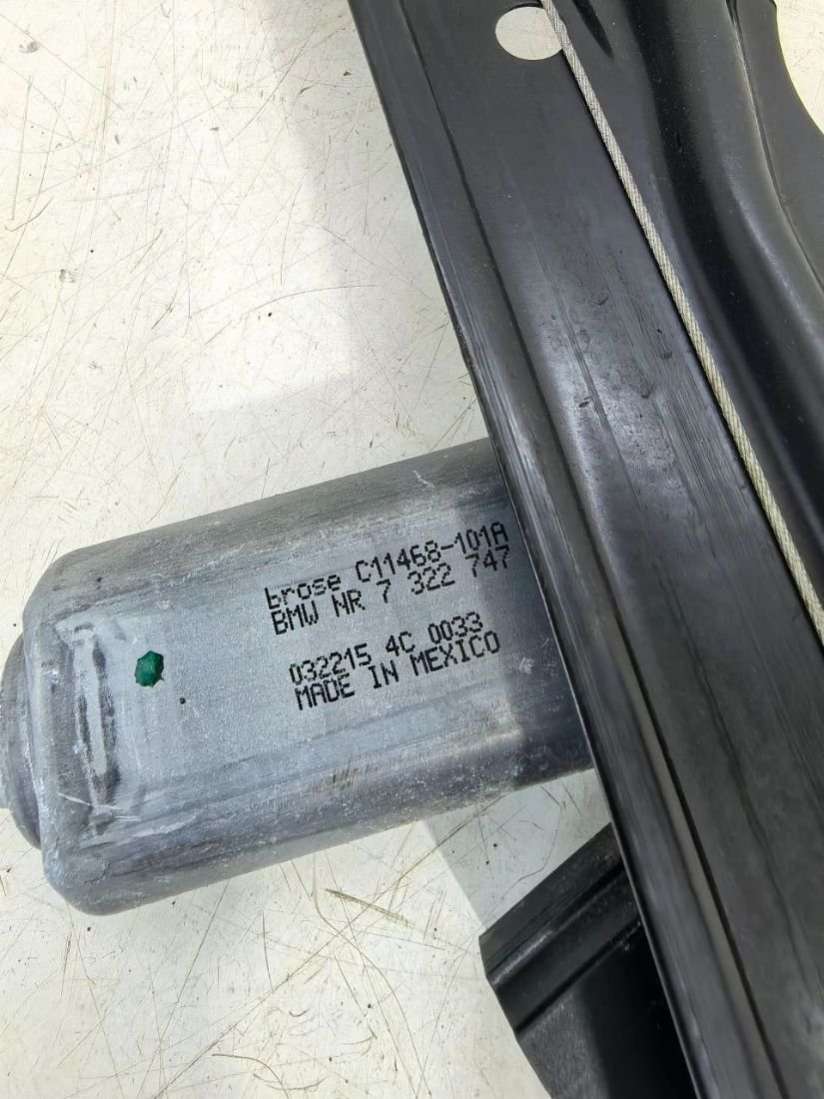 brose C11468-101A
BMW NR 7 322 747
032215 4C 0033
MADE IN MEXICO